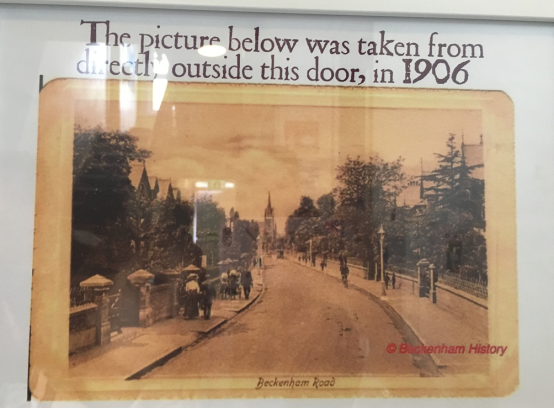 The picture below was taken from
directly outside this door, in 1906
© Beckenham History
Beckenham Road